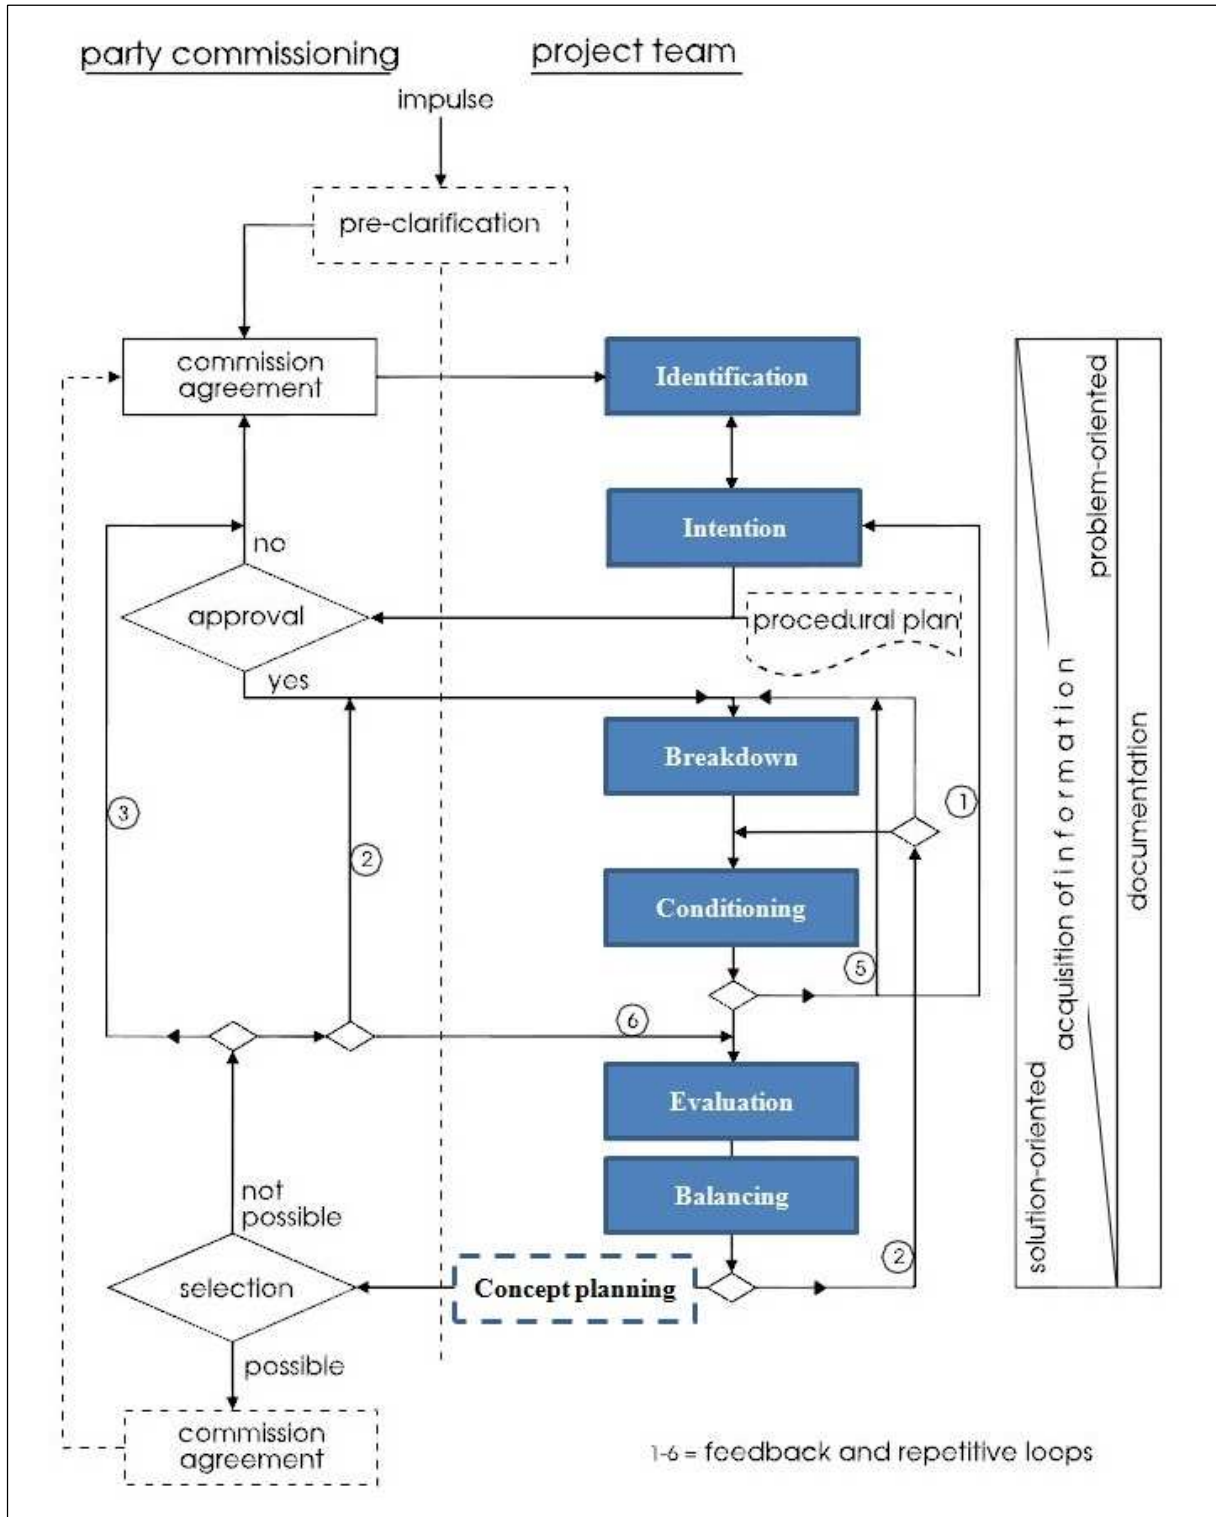 party commissioning
project team
impulse
pre-clarification
commission
agreement
Identification
Intention
no
approval
procedural plan
yes
Breakdown
3
2
1
Conditioning
5
6
Evaluation
Balancing
not
possible
2
selection
Concept planning
possible
commission
agreement
problem-oriented
acquisition of information
solution-oriented
documentation
1-6 = feedback and repetitive loops